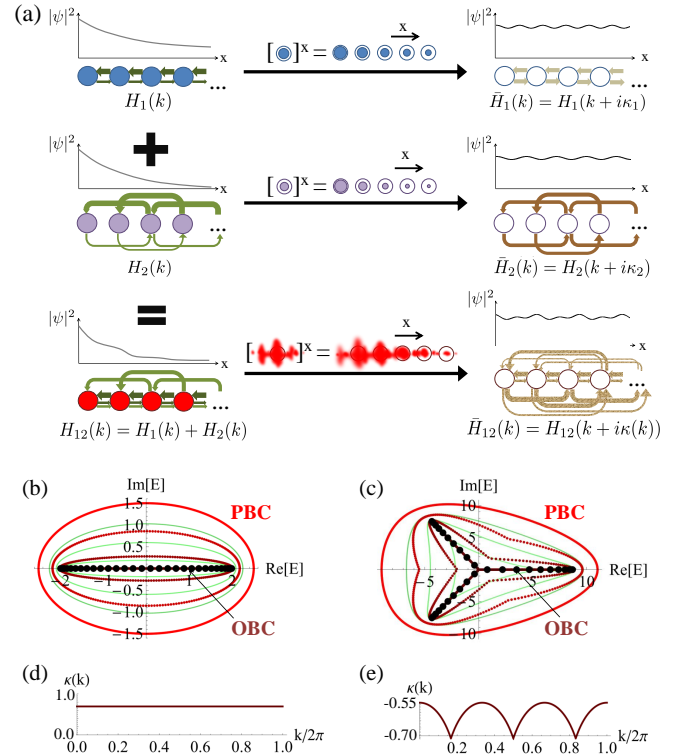 (a)
|ψ|²
x
...
H₁(k)
[ ]ˣ =
x
|ψ|²
x
...
H̄₁(k) = H₁(k + iκ₁)
+
|ψ|²
x
...
H₂(k)
[ ]ˣ =
x
|ψ|²
x
...
H̄₂(k) = H₂(k + iκ₂)
=
|ψ|²
x
...
H₁₂(k) = H₁(k) + H₂(k)
[ ]ˣ =
x
|ψ|²
x
...
H̄₁₂(k) = H₁₂(k + iκ(k))
(b)
Im[E]
1.5
1.0
0.5
-0.5
-1.0
-1.5
-2
-1
1
2
Re[E]
PBC
OBC
(c)
Im[E]
10
5
-5
-10
-5
5
10
Re[E]
PBC
OBC
(d)
κ(k)
1.0
0.0
0.0 0.2 0.4 0.6 0.8 1.0
k/2π
(e)
κ(k)
-0.55
-0.70
0.0 0.2 0.4 0.6 0.8 1.0
k/2π